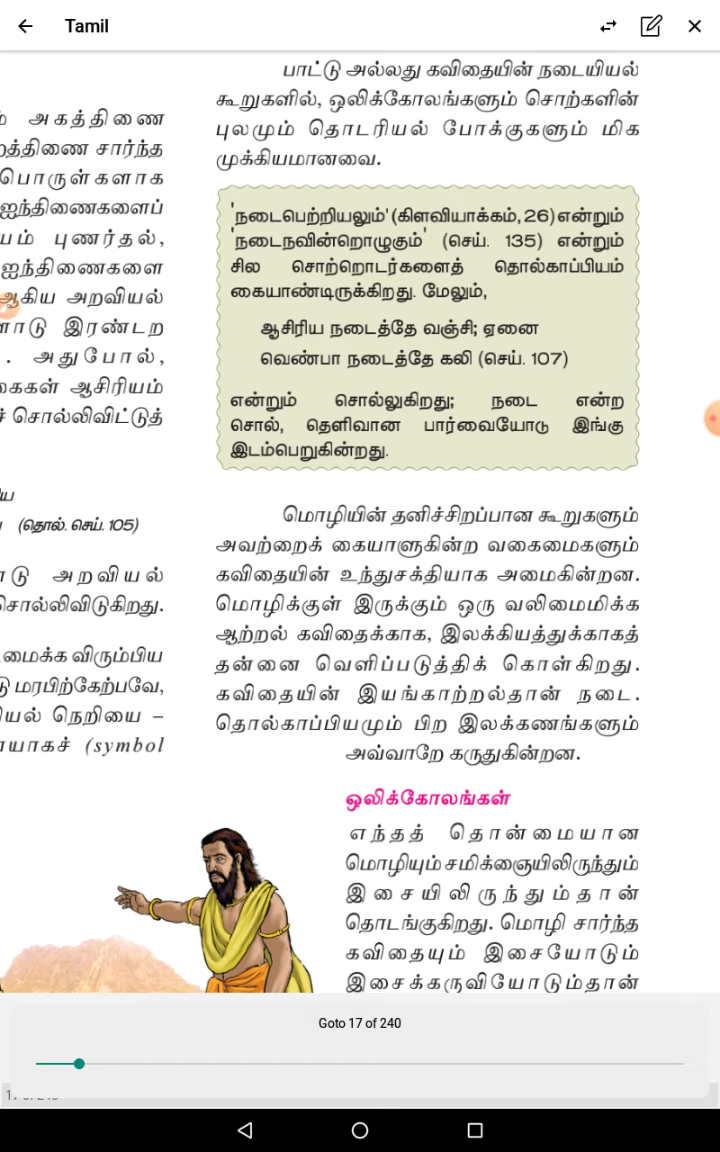 Tamil
ம் அகத்திணை
றத்திணை சார்ந்த
பொருள்களாக
ஐந்திணைகளைப்
யம் புணர்தல்,
ஐந்திணைகளை
ஆகிய அறவியல்
ளோடு இரண்டற
. அதுபோல்,
கைகள் ஆசிரியம்
ச் சொல்லிவிட்டுத்
ய
(தொல். செய். 105)
ாடு அறவியல்
சொல்லிவிடுகிறது.
மைக்க விரும்பிய
டு மரபிற்கேற்பவே,
ியல் நெறியை –
ாயாகச் (symbol
பாட்டு அல்லது கவிதையின் நடையியல்
கூறுகளில், ஒலிக்கோலங்களும் சொற்களின்
புலமும் தொடரியல் போக்குகளும் மிக
முக்கியமானவை.
'நடைபெற்றியலும்' (கிளவியாக்கம், 26) என்றும்
'நடைநவின்றொழுகும்' (செய். 135) என்றும்
சில சொற்றொடர்களைத் தொல்காப்பியம்
கையாண்டிருக்கிறது. மேலும்,
ஆசிரிய நடைத்தே வஞ்சி; ஏனை
வெண்பா நடைத்தே கலி (செய். 107)
என்றும் சொல்லுகிறது; நடை என்ற
சொல், தெளிவான பார்வையோடு இங்கு
இடம்பெறுகின்றது.
மொழியின் தனிச்சிறப்பான கூறுகளும்
அவற்றைக் கையாளுகின்ற வகைமைகளும்
கவிதையின் உந்துசக்தியாக அமைகின்றன.
மொழிக்குள் இருக்கும் ஒரு வலிமைமிக்க
ஆற்றல் கவிதைக்காக, இலக்கியத்துக்காகத்
தன்னை வெளிப்படுத்திக் கொள்கிறது.
கவிதையின் இயங்காற்றல்தான் நடை.
தொல்காப்பியமும் பிற இலக்கணங்களும்
அவ்வாறே கருதுகின்றன.
ஒலிக்கோலங்கள்
எந்தத் தொன்மையான
மொழியும் சமிக்ஞையிலிருந்தும்
இசையிலிருந்தும்தான்
தொடங்குகிறது. மொழி சார்ந்த
கவிதையும் இசையோடும்
இசைக்கருவியோடும்தான்
Goto 17 of 240